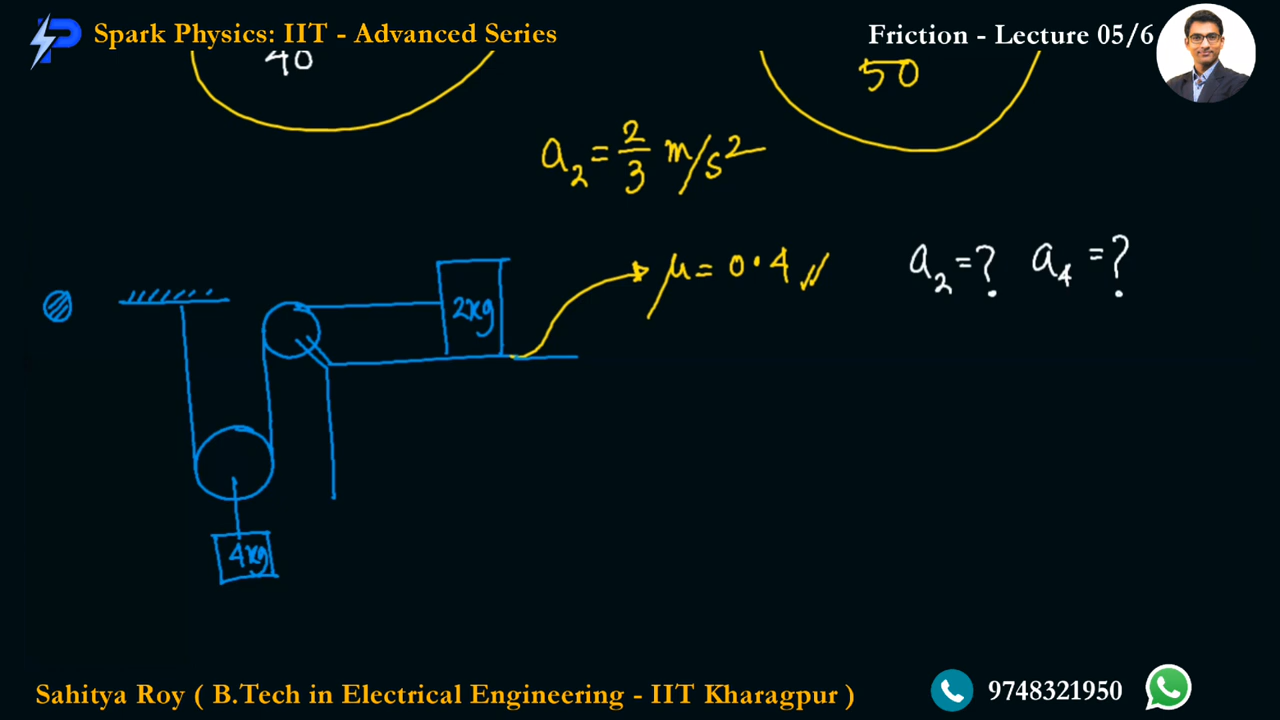 Spark Physics: IIT - Advanced Series
Friction - Lecture 05/6
40
50
a₂ = 2/3 m/s²
μ = 0.4
a₂ = ? a₄ = ?
2kg
4kg
Sahitya Roy ( B.Tech in Electrical Engineering - IIT Kharagpur )
9748321950